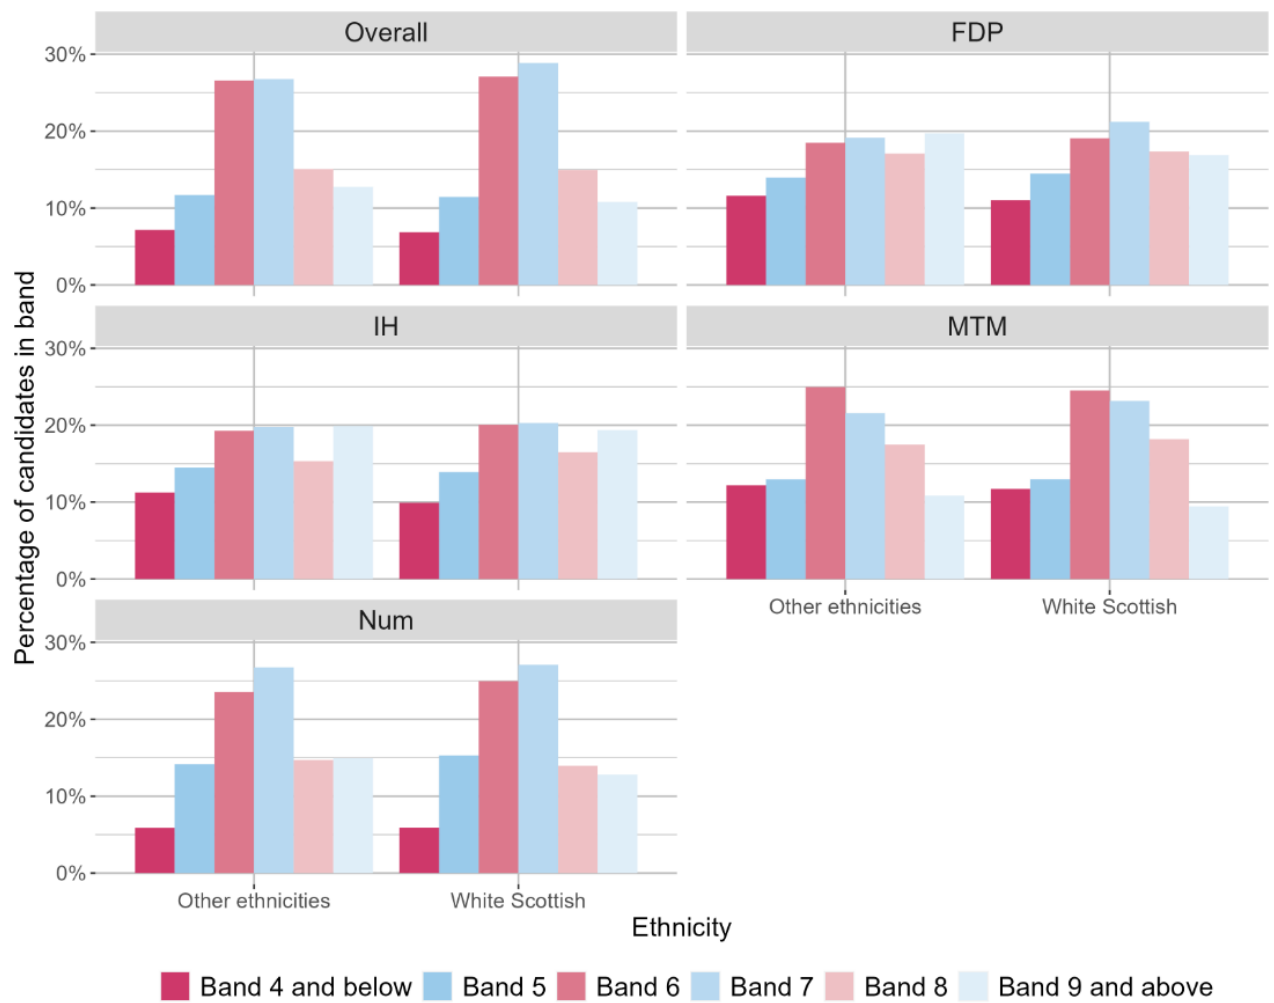 Overall
FDP
30%
20%
10%
0%
IH
MTM
30%
20%
10%
0%
Other ethnicities
White Scottish
Num
30%
20%
10%
0%
Other ethnicities
White Scottish
Percentage of candidates in band
Ethnicity
Band 4 and below
Band 5
Band 6
Band 7
Band 8
Band 9 and above